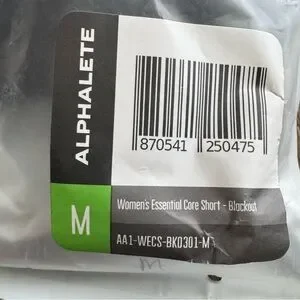 ALPHALETE
870541 250475
M
Women's Essential Core Short - Blackout
AA1-WECS-BK0301-M
M